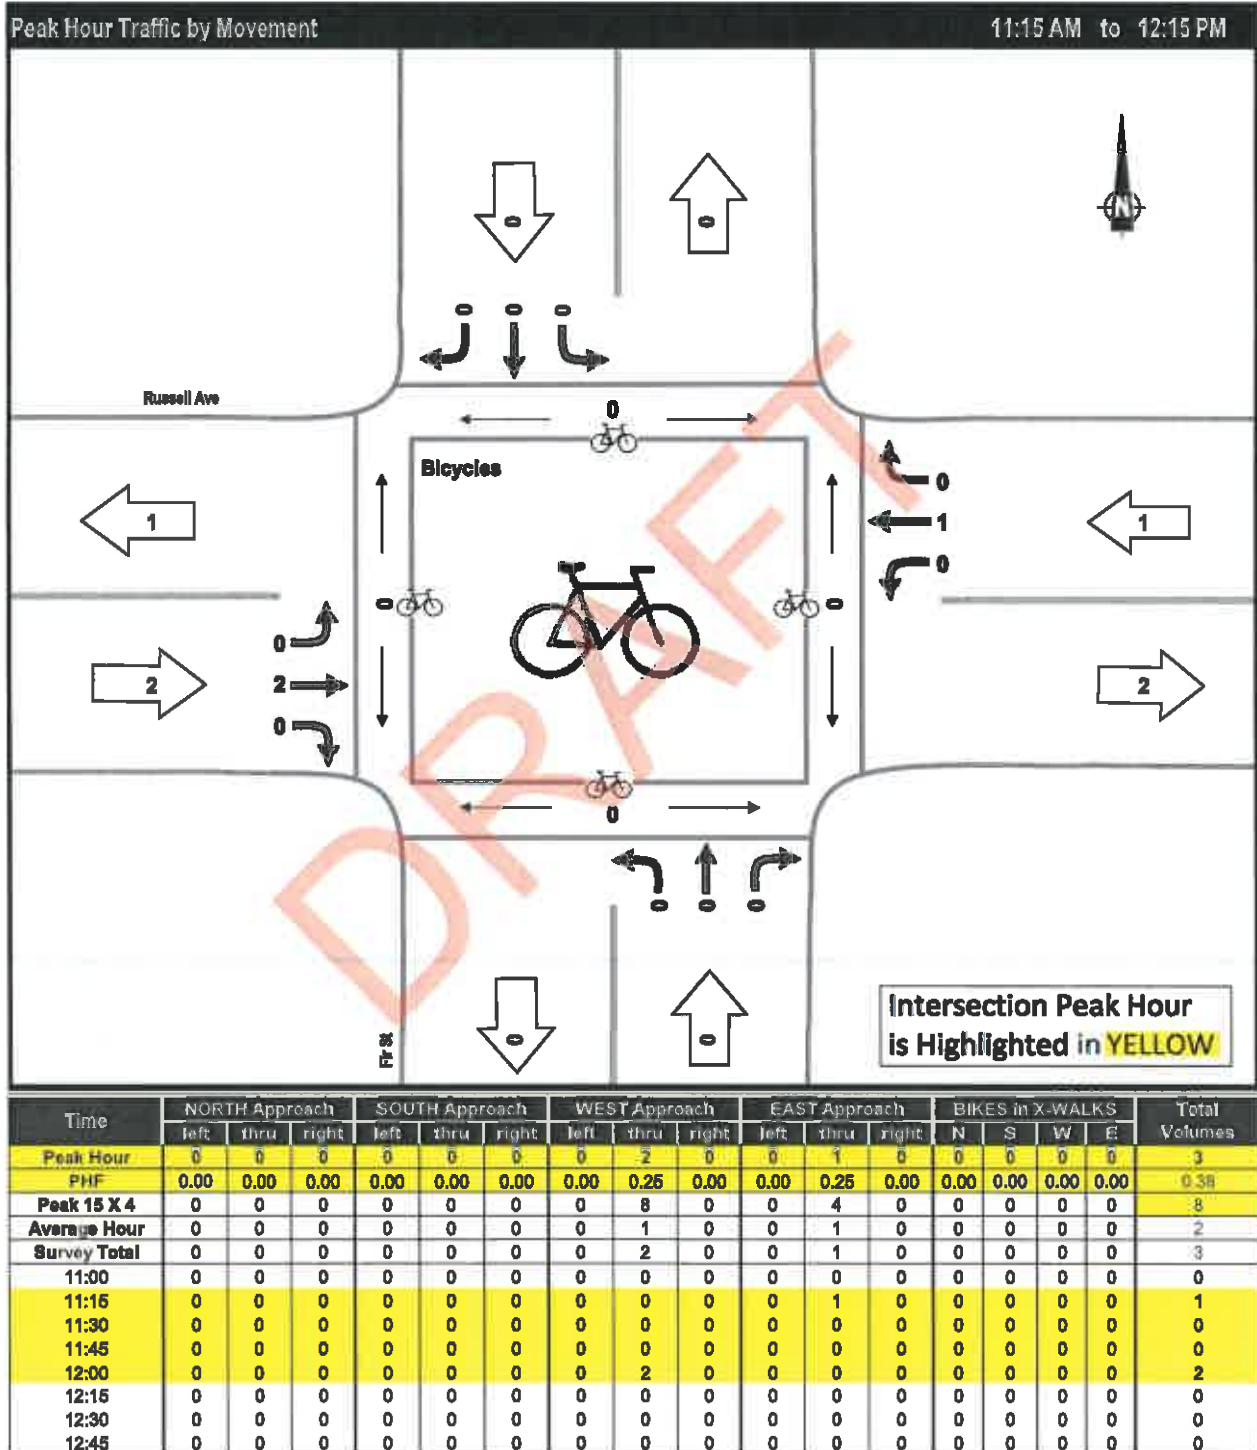 Peak Hour Traffic by Movement 11:15 AM to 12:15 PM
0 0
N
0 0 0
Russell Ave
0
Bicycles
0
1 1 1
0
0 0
0
2 2 2
0
DRAFT
0
0 0 0
Intersection Peak Hour
is Highlighted in YELLOW
Fir St
0 0
Time NORTH Approach SOUTH Approach WEST Approach EAST Approach BIKES in X-WALKS Total
left thru right left thru right left thru right left thru right N S W E Volumes
Peak Hour 0 0 0 0 0 0 0 2 0 0 1 0 0 0 0 0 3
PHF 0.00 0.00 0.00 0.00 0.00 0.00 0.00 0.25 0.00 0.00 0.25 0.00 0.00 0.00 0.00 0.00 0.38
Peak 15 X 4 0 0 0 0 0 0 0 8 0 0 4 0 0 0 0 0 8
Average Hour 0 0 0 0 0 0 0 1 0 0 1 0 0 0 0 0 2
Survey Total 0 0 0 0 0 0 0 2 0 0 1 0 0 0 0 0 3
11:00 0 0 0 0 0 0 0 0 0 0 0 0 0 0 0 0 0
11:15 0 0 0 0 0 0 0 0 0 0 1 0 0 0 0 0 1
11:30 0 0 0 0 0 0 0 0 0 0 0 0 0 0 0 0 0
11:45 0 0 0 0 0 0 0 0 0 0 0 0 0 0 0 0 0
12:00 0 0 0 0 0 0 0 2 0 0 0 0 0 0 0 0 2
12:15 0 0 0 0 0 0 0 0 0 0 0 0 0 0 0 0 0
12:30 0 0 0 0 0 0 0 0 0 0 0 0 0 0 0 0 0
12:45 0 0 0 0 0 0 0 0 0 0 0 0 0 0 0 0 0